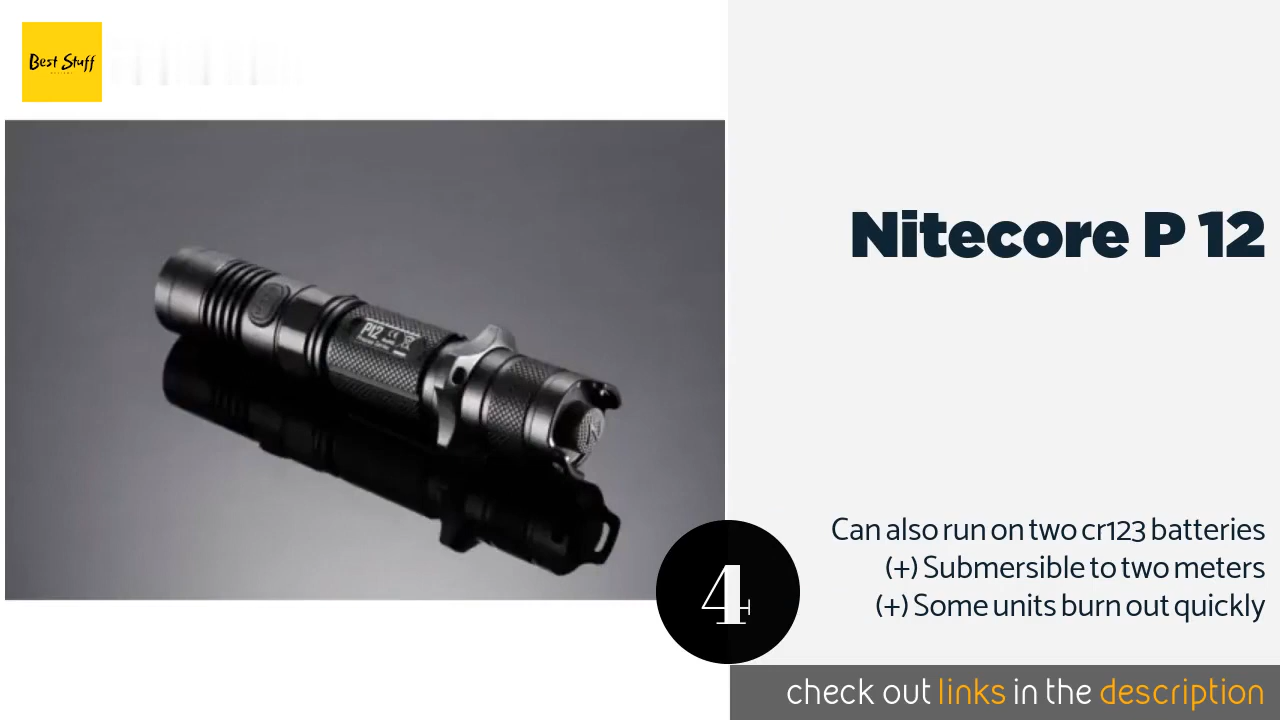 Best Stuff
Nitecore P 12
P12
Can also run on two cr123 batteries
(+) Submersible to two meters
(+) Some units burn out quickly
4
check out links in the description